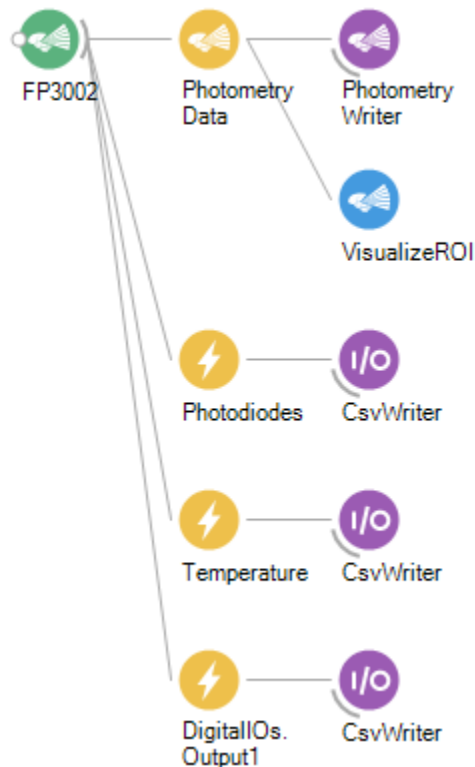 FP3002
Photometry
Data
Photometry
Writer
VisualizeROI
Photodiodes
I/O
CsvWriter
Temperature
I/O
CsvWriter
DigitalIOs.
Output1
I/O
CsvWriter